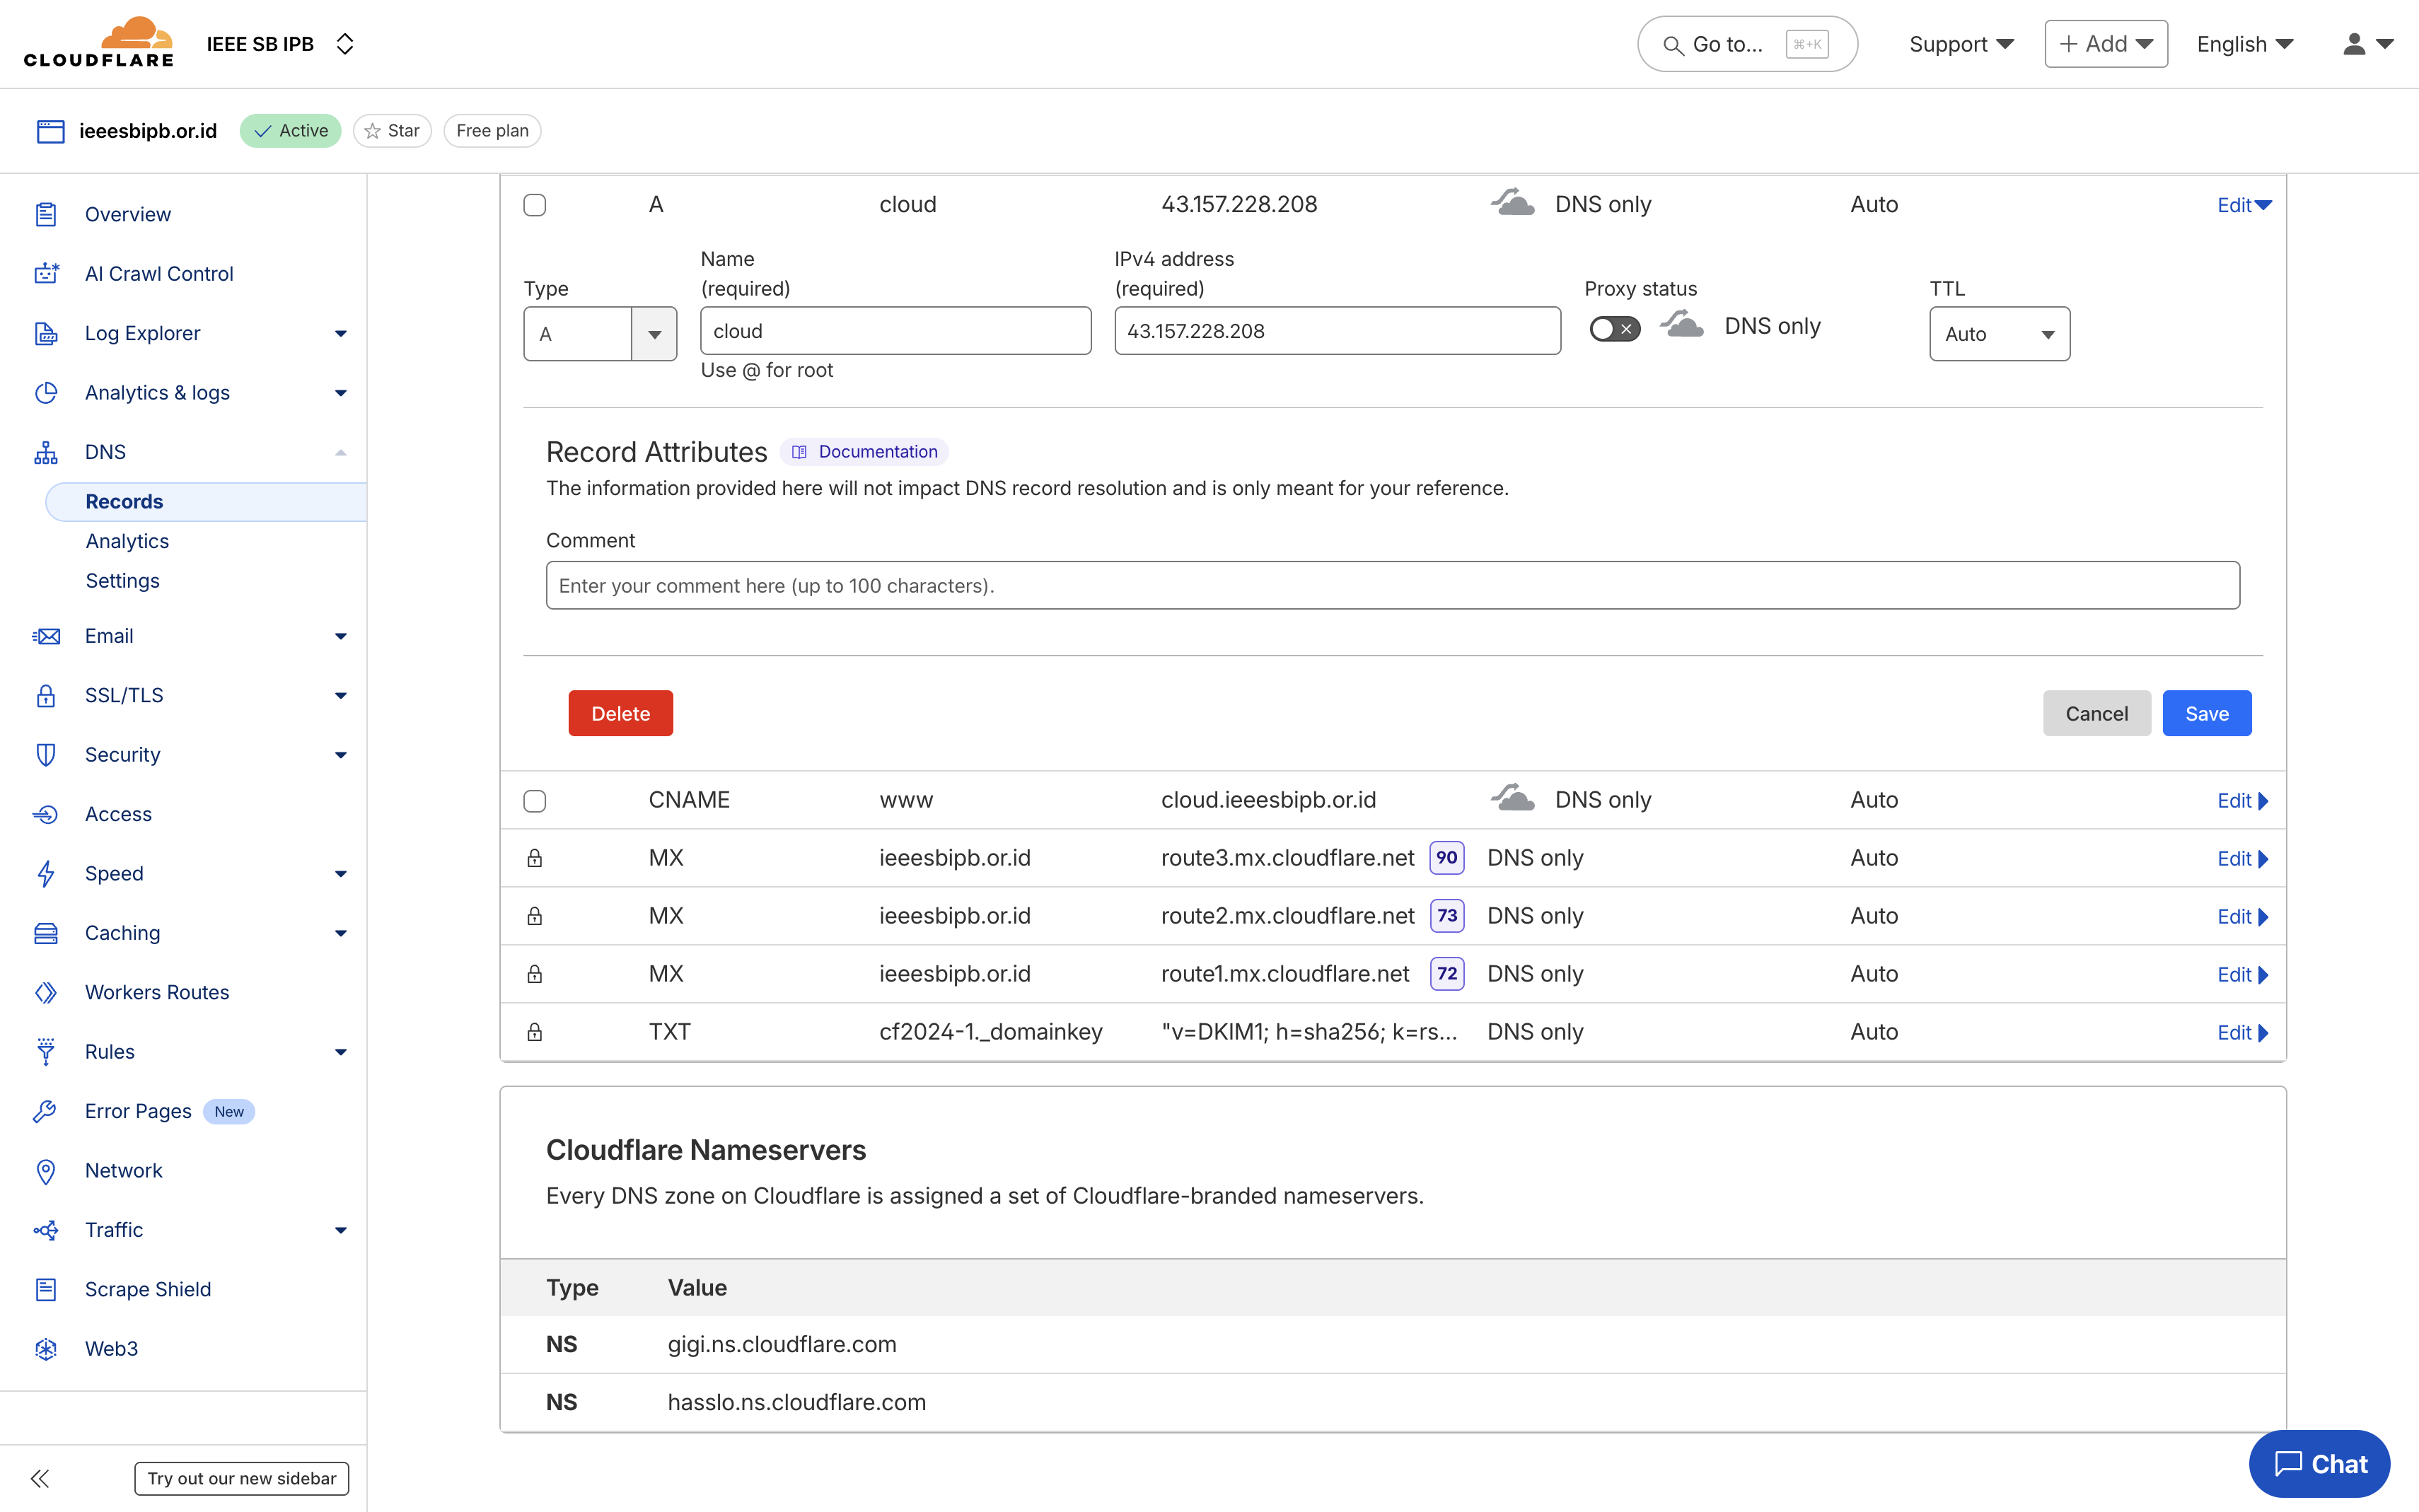 CLOUDFLARE
IEEE SB IPB
Go to... ⌘+K
Support
+ Add
English
ieeesbipb.or.id
Active
Star
Free plan
Overview
AI Crawl Control
Log Explorer
Analytics & logs
DNS
Records
Analytics
Settings
Email
SSL/TLS
Security
Access
Speed
Caching
Workers Routes
Rules
Error Pages New
Network
Traffic
Scrape Shield
Web3
Try out our new sidebar
A cloud 43.157.228.208 DNS only Auto Edit
Type
A
Name
(required)
cloud
Use @ for root
IPv4 address
(required)
43.157.228.208
Proxy status
DNS only
TTL
Auto
Record Attributes Documentation
The information provided here will not impact DNS record resolution and is only meant for your reference.
Comment
Enter your comment here (up to 100 characters).
Delete
Cancel
Save
CNAME www cloud.ieeesbipb.or.id DNS only Auto Edit
MX ieeesbipb.or.id route3.mx.cloudflare.net 90 DNS only Auto Edit
MX ieeesbipb.or.id route2.mx.cloudflare.net 73 DNS only Auto Edit
MX ieeesbipb.or.id route1.mx.cloudflare.net 72 DNS only Auto Edit
TXT cf2024-1._domainkey "v=DKIM1; h=sha256; k=rs... DNS only Auto Edit
Cloudflare Nameservers
Every DNS zone on Cloudflare is assigned a set of Cloudflare-branded nameservers.
Type Value
NS gigi.ns.cloudflare.com
NS hasslo.ns.cloudflare.com
Chat